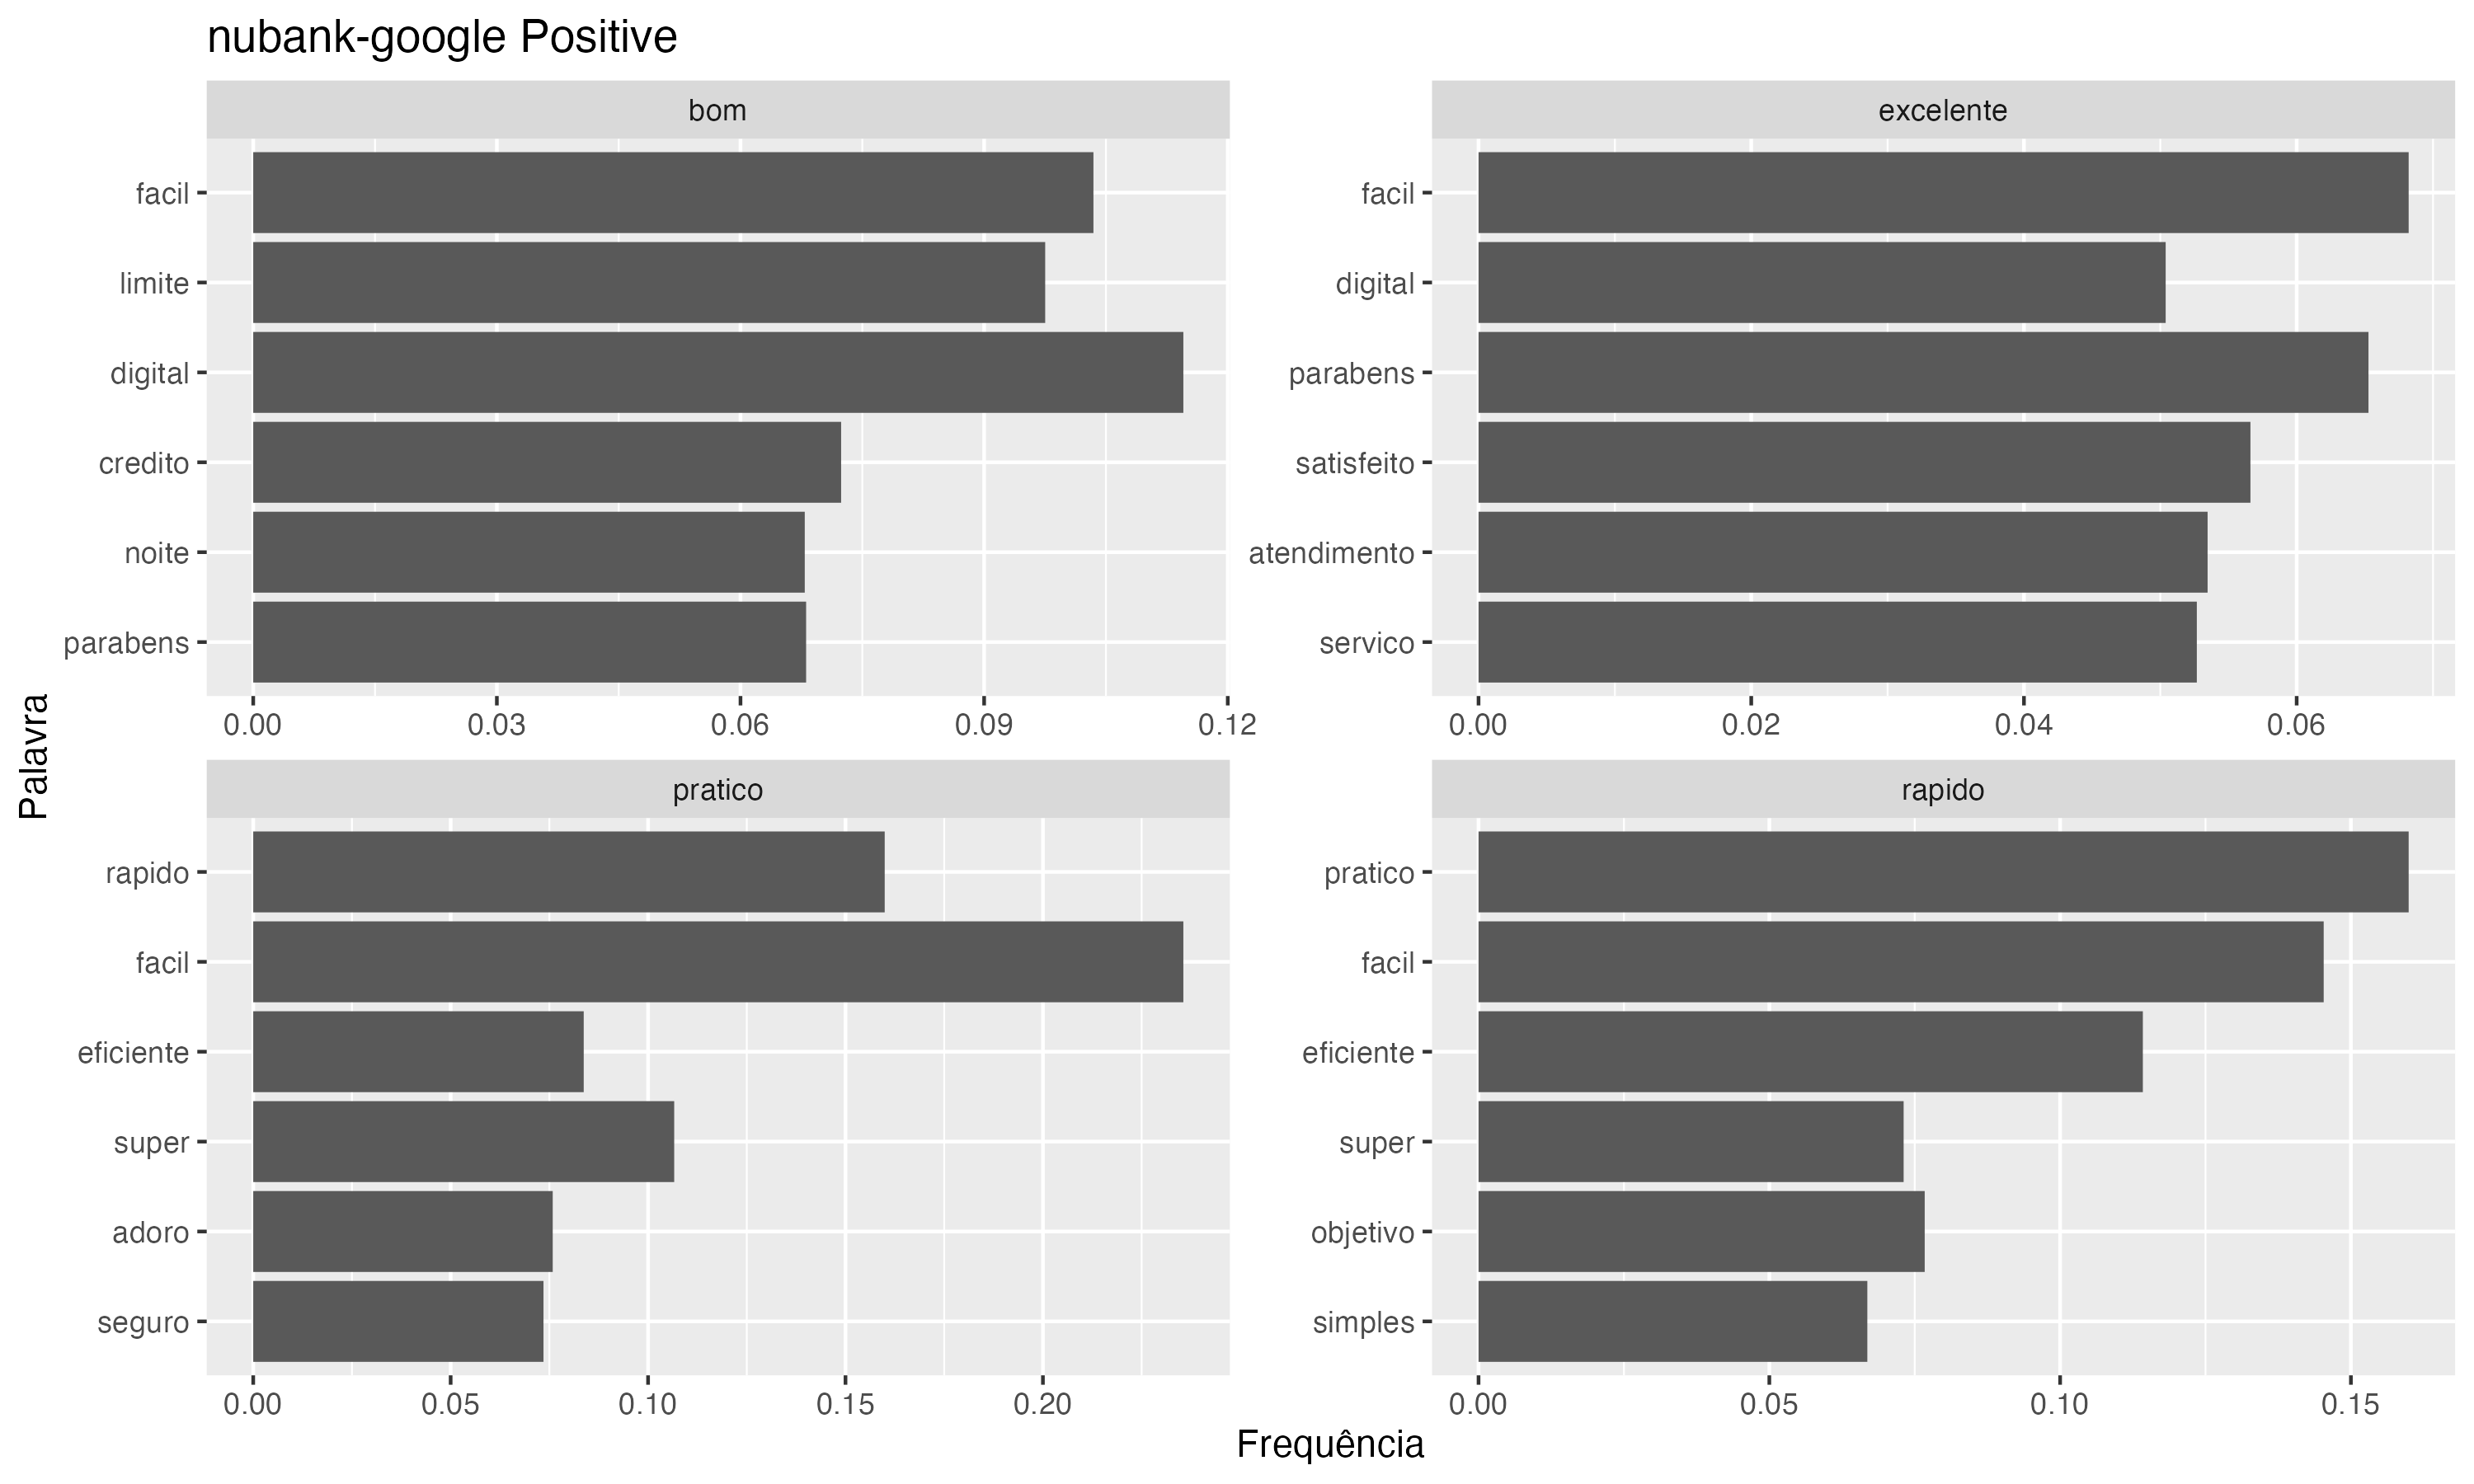 nubank-google Positive
bom
facil
limite
digital
credito
noite
parabens
0.00 0.03 0.06 0.09 0.12
excelente
facil
digital
parabens
satisfeito
atendimento
servico
0.00 0.02 0.04 0.06
Palavra
pratico
rapido
facil
eficiente
super
adoro
seguro
0.00 0.05 0.10 0.15 0.20
rapido
pratico
facil
eficiente
super
objetivo
simples
0.00 0.05 0.10 0.15
Frequência